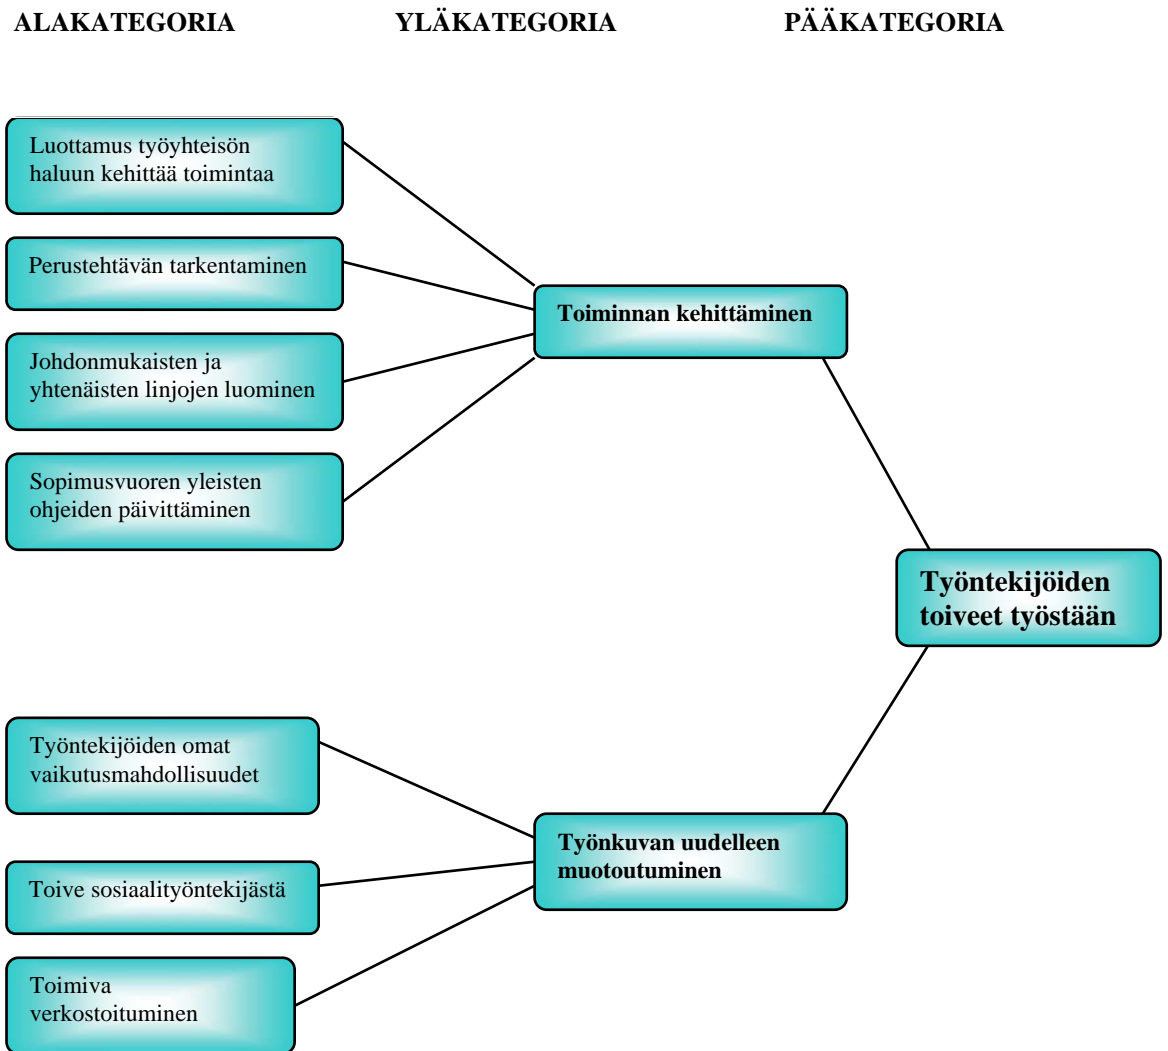 ALAKATEGORIA YLÄKATEGORIA PÄÄKATEGORIA
Luottamus työyhteisön
haluun kehittää toimintaa
Perustehtävän tarkentaminen
Johdonmukaisten ja
yhtenäisten linjojen luominen
Sopimusvuoren yleisten
ohjeiden päivittäminen
Toiminnan kehittäminen
Työntekijöiden
toiveet työstään
Työntekijöiden omat
vaikutusmahdollisuudet
Toive sosiaalityöntekijästä
Toimiva
verkostoituminen
Työnkuvan uudelleen
muotoutuminen